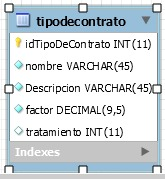 tipodecontrato
idTipoDeContrato INT(11)
nombre VARCHAR(45)
Descripcion VARCHAR(45)
factor DECIMAL(9,5)
tratamiento INT(11)
Indexes